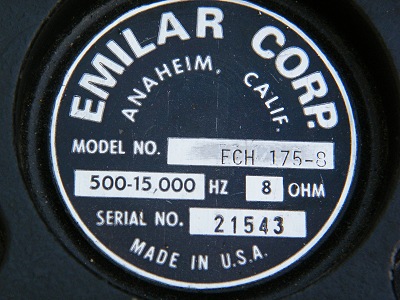 EMILAR CORP.
ANAHEIM, CALIF.
MODEL NO. ECH 175-8
500-15,000 HZ 8 OHM
SERIAL NO. 21543
MADE IN U.S.A.